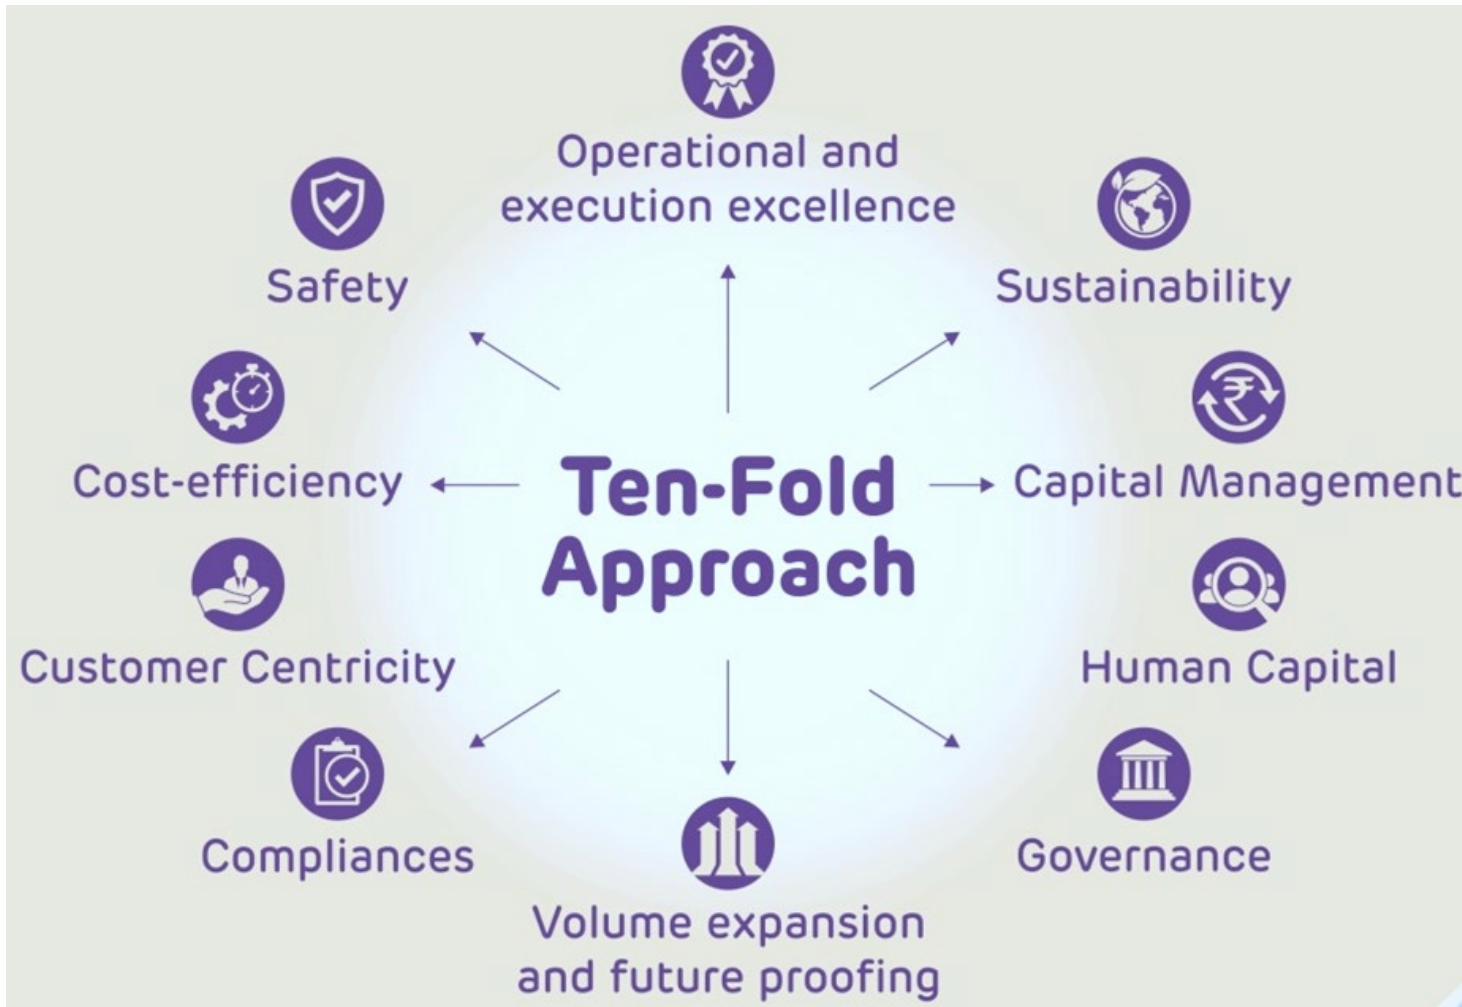 Operational and
execution excellence
Safety
Sustainability
Cost-efficiency
Ten-Fold
Approach
Capital Management
Customer Centricity
Human Capital
Compliances
Governance
Volume expansion
and future proofing